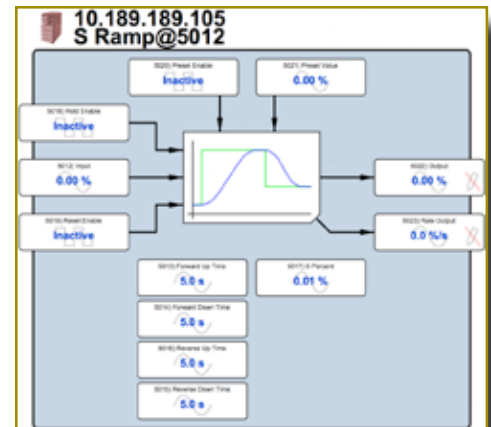 10.189.189.105
S Ramp@5012
5020) Preset Enable
Inactive
5021) Preset Value
0.00 %
5018) Hold Enable
Inactive
5012) Input
0.00 %
5022) Output
0.00 %
5019) Reset Enable
Inactive
5023) Rate Output
0.0 %/s
5013) Forward Up Time
5.0 s
5017) S Percent
0.01 %
5014) Forward Down Time
5.0 s
Reverse Up Time
5.0 s
Reverse Down Time
5.0 s